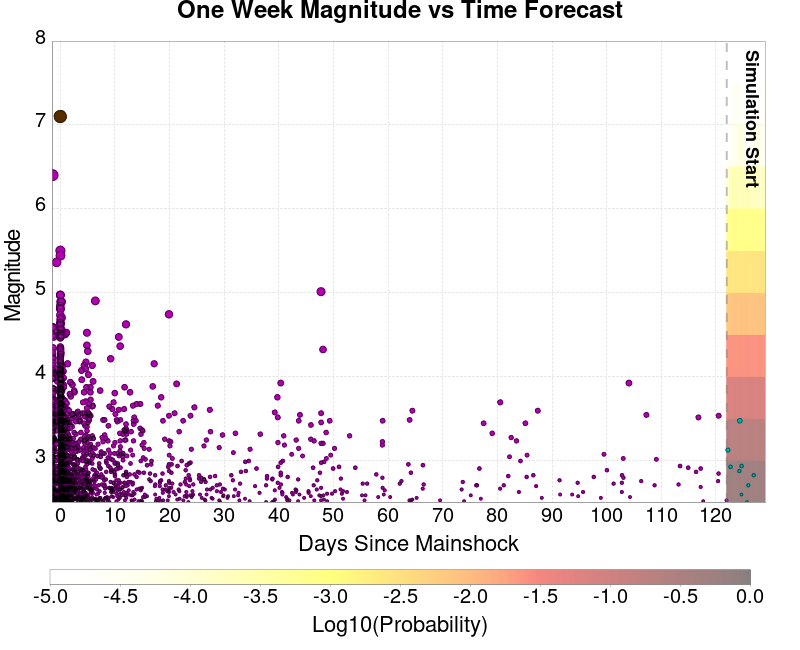 One Week Magnitude vs Time Forecast
8
7
6
5
4
3
Magnitude
Simulation Start
0 10 20 30 40 50 60 70 80 90 100 110 120
Days Since Mainshock
-5.0 -4.5 -4.0 -3.5 -3.0 -2.5 -2.0 -1.5 -1.0 -0.5 0.0
Log10(Probability)